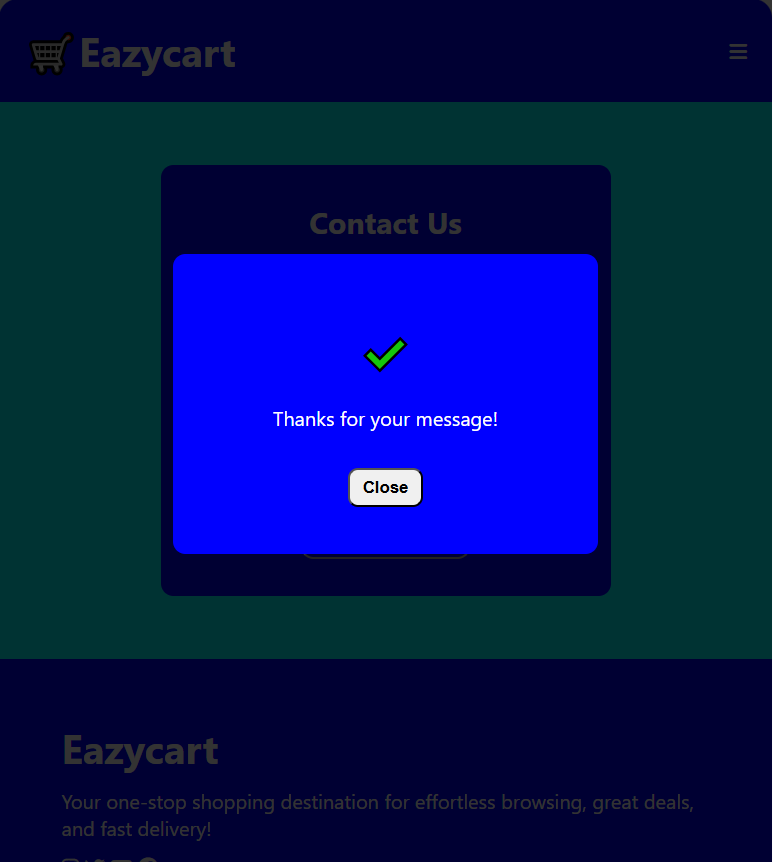 Eazycart
Contact Us
Thanks for your message!
Close
Eazycart
Your one-stop shopping destination for effortless browsing, great deals,
and fast delivery!